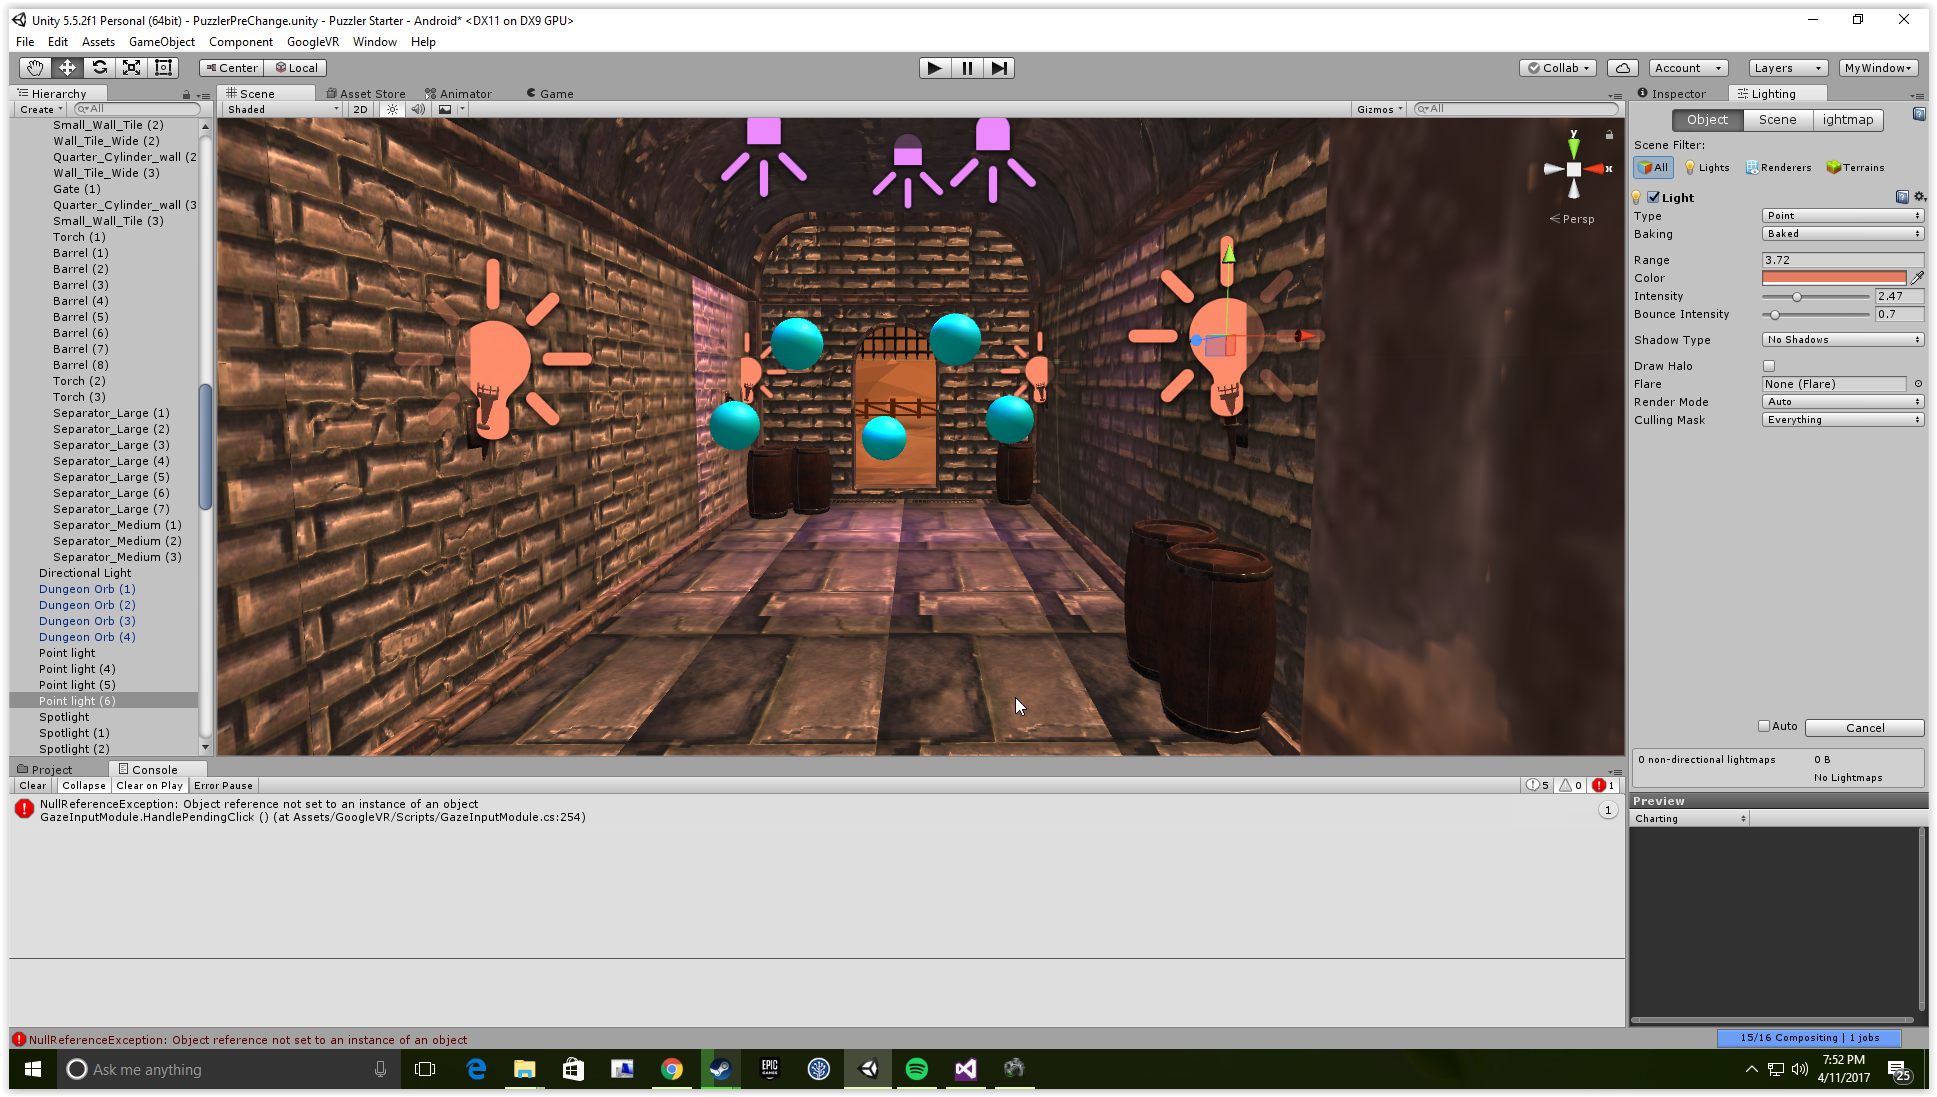 Unity 5.5.2f1 Personal (64bit) - PuzzlerPreChange.unity - Puzzler Starter - Android* <DX11 on DX9 GPU>
File Edit Assets GameObject Component GoogleVR Window Help
Center Local Collab Account Layers MyWindow
Hierarchy
Create All
Small_Wall_Tile (2)
Wall_Tile_Wide (2)
Quarter_Cylinder_wall (2
Wall_Tile_Wide (3)
Gate (1)
Quarter_Cylinder_wall (3
Small_Wall_Tile (3)
Torch (1)
Barrel (1)
Barrel (2)
Barrel (3)
Barrel (4)
Barrel (5)
Barrel (6)
Barrel (7)
Barrel (8)
Torch (2)
Torch (3)
Separator_Large (1)
Separator_Large (2)
Separator_Large (3)
Separator_Large (4)
Separator_Large (5)
Separator_Large (6)
Separator_Large (7)
Separator_Medium (1)
Separator_Medium (2)
Separator_Medium (3)
Directional Light
Dungeon Orb (1)
Dungeon Orb (2)
Dungeon Orb (3)
Dungeon Orb (4)
Point light
Point light (4)
Point light (5)
Point light (6)
Spotlight
Spotlight (1)
Spotlight (2)
Scene Asset Store Animator Game
Shaded 2D Gizmos All
y
x
Persp
Inspector Lighting
Object Scene ightmap
Scene Filter:
All Lights Renderers Terrains
Light
Type Point
Baking Baked
Range 3.72
Color
Intensity 2.47
Bounce Intensity 0.7
Shadow Type No Shadows
Draw Halo
Flare None (Flare)
Render Mode Auto
Culling Mask Everything
Auto Cancel
0 non-directional lightmaps 0 B
No Lightmaps
Preview
Charting
Project Console
Clear Collapse Clear on Play Error Pause 5 0 1
NullReferenceException: Object reference not set to an instance of an object
GazeInputModule.HandlePendingClick () (at Assets/GoogleVR/Scripts/GazeInputModule.cs:254)
1
NullReferenceException: Object reference not set to an instance of an object
15/16 Compositing | 1 jobs
Ask me anything
EPIC
GAMES
7:52 PM
4/11/2017
25